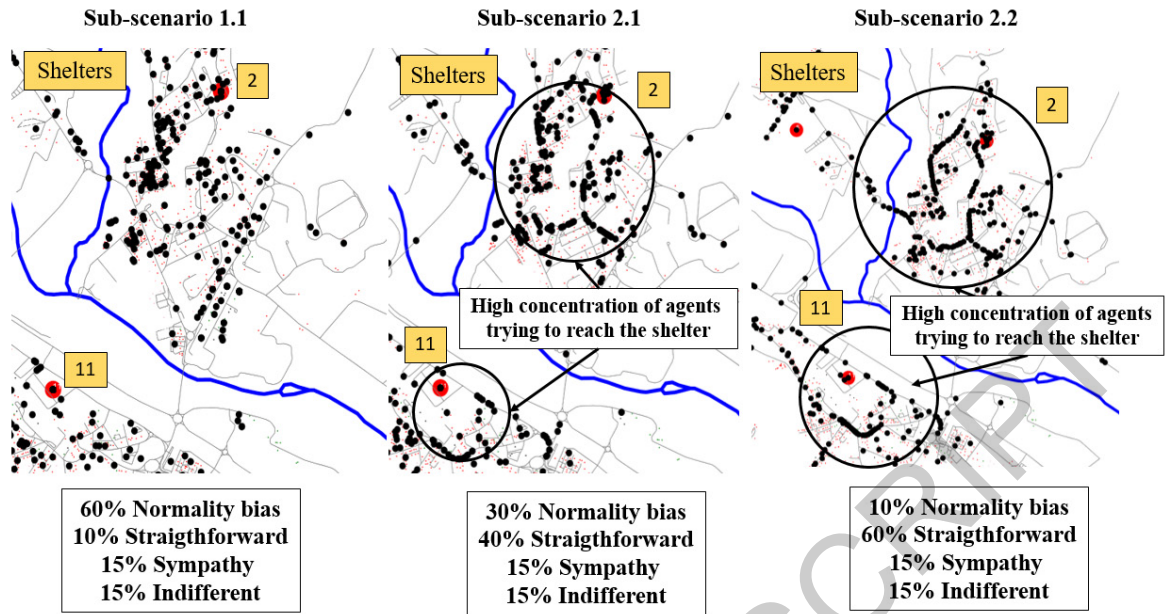 Sub-scenario 1.1
Sub-scenario 2.1
Sub-scenario 2.2
Shelters
2
11
Shelters
2
High concentration of agents
trying to reach the shelter
11
Shelters
2
High concentration of agents
trying to reach the shelter
11
60% Normality bias
10% Straigthforward
15% Sympathy
15% Indifferent
30% Normality bias
40% Straigthforward
15% Sympathy
15% Indifferent
10% Normality bias
60% Straigthforward
15% Sympathy
15% Indifferent
SCRIPT